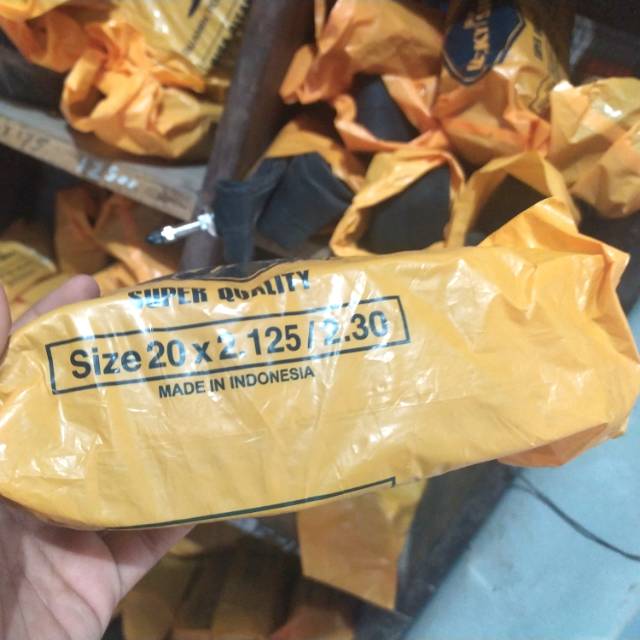 SUPER QUALITY
Size 20 x 2.125 / 2.30
MADE IN INDONESIA